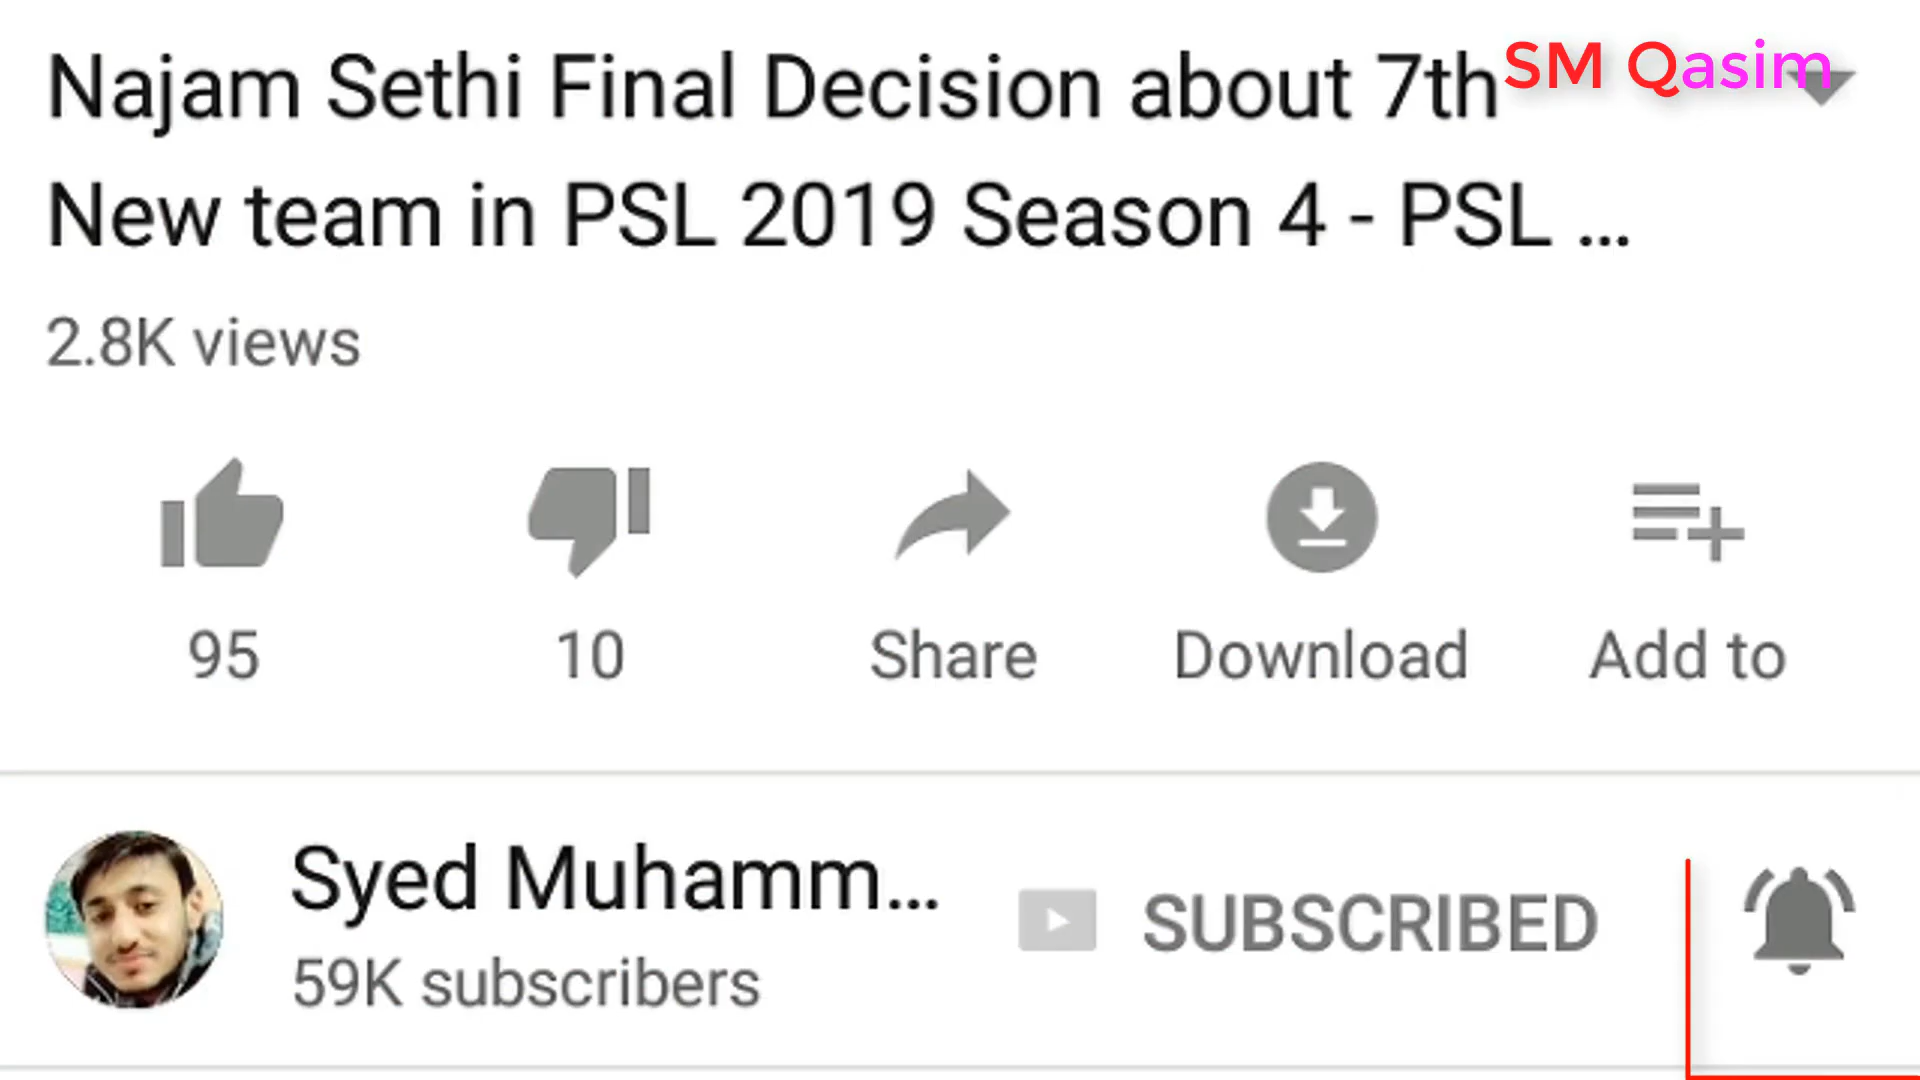 Najam Sethi Final Decision about 7th
SM Qasim
New team in PSL 2019 Season 4 - PSL ...
2.8K views
95
10
Share
Download
Add to
Syed Muhamm...
SUBSCRIBED
59K subscribers